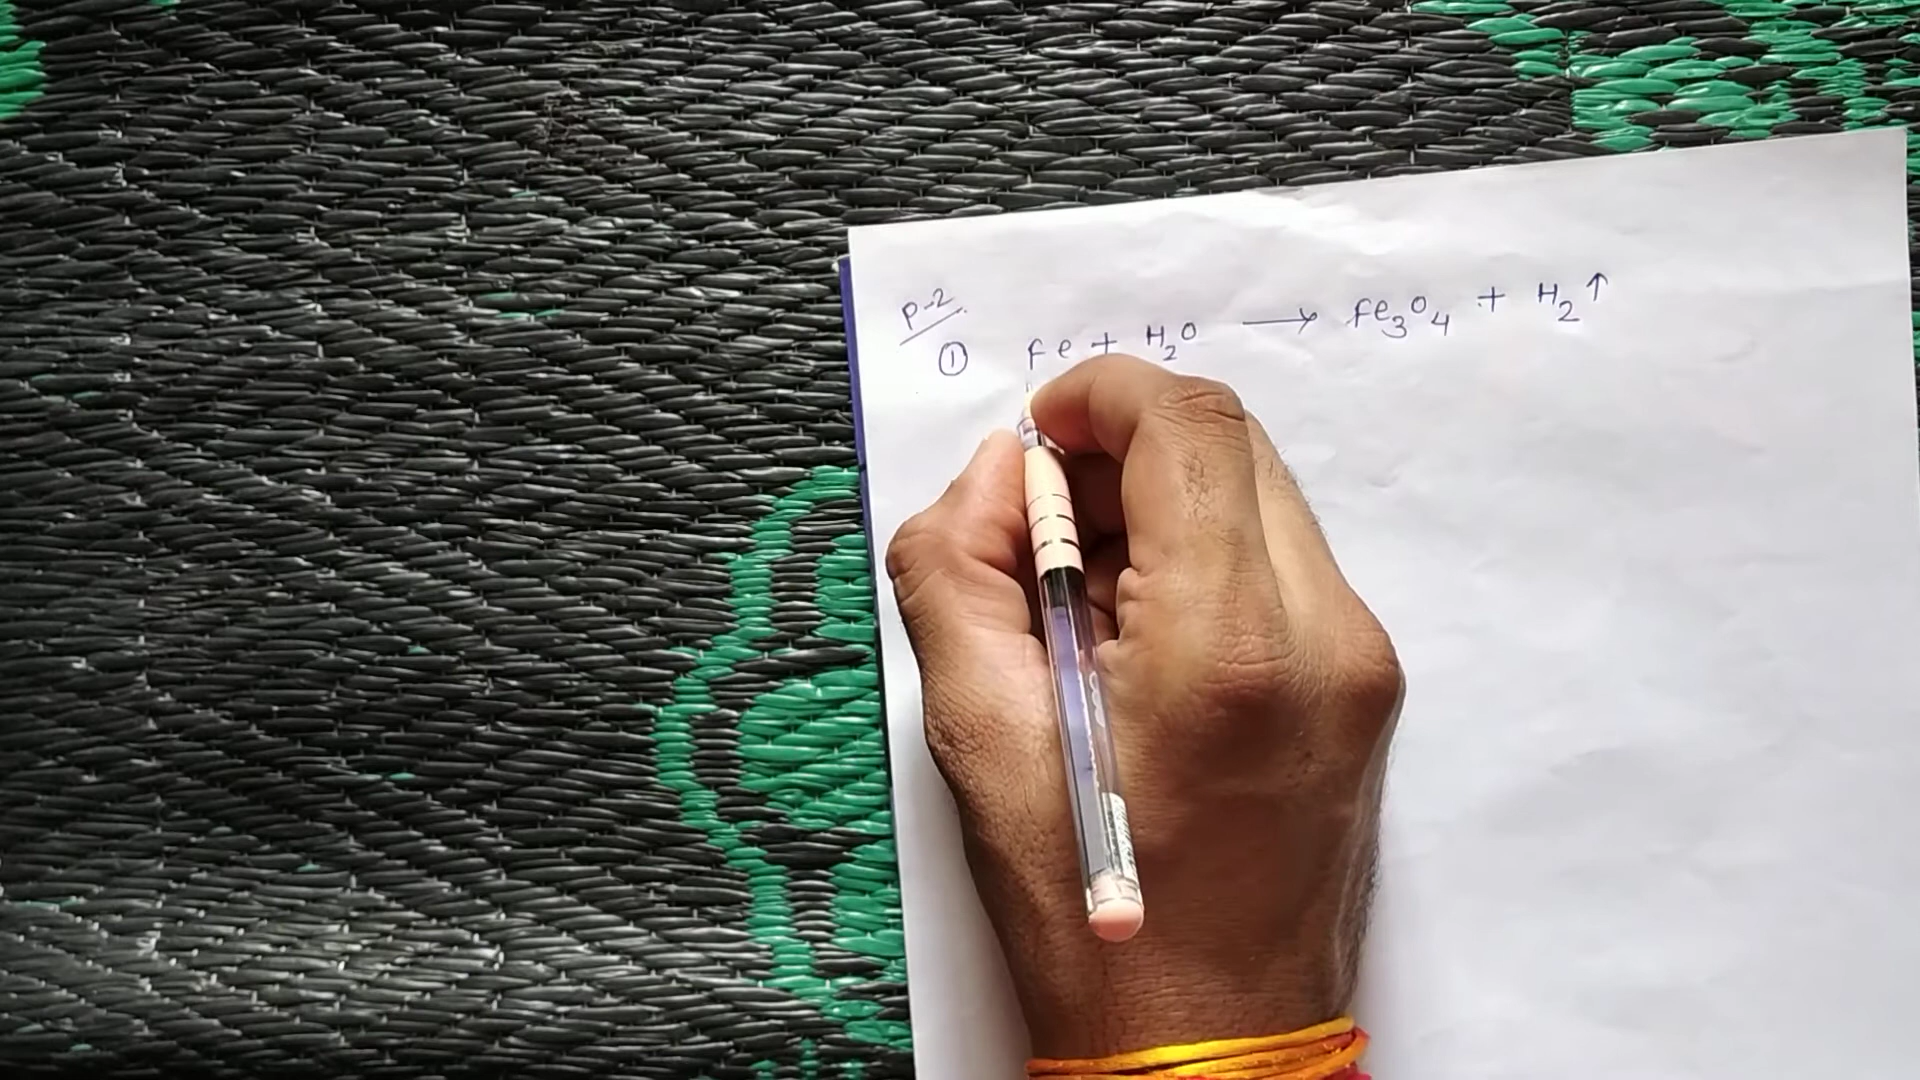 P-2
① Fe + H₂O → Fe₃O₄ + H₂↑